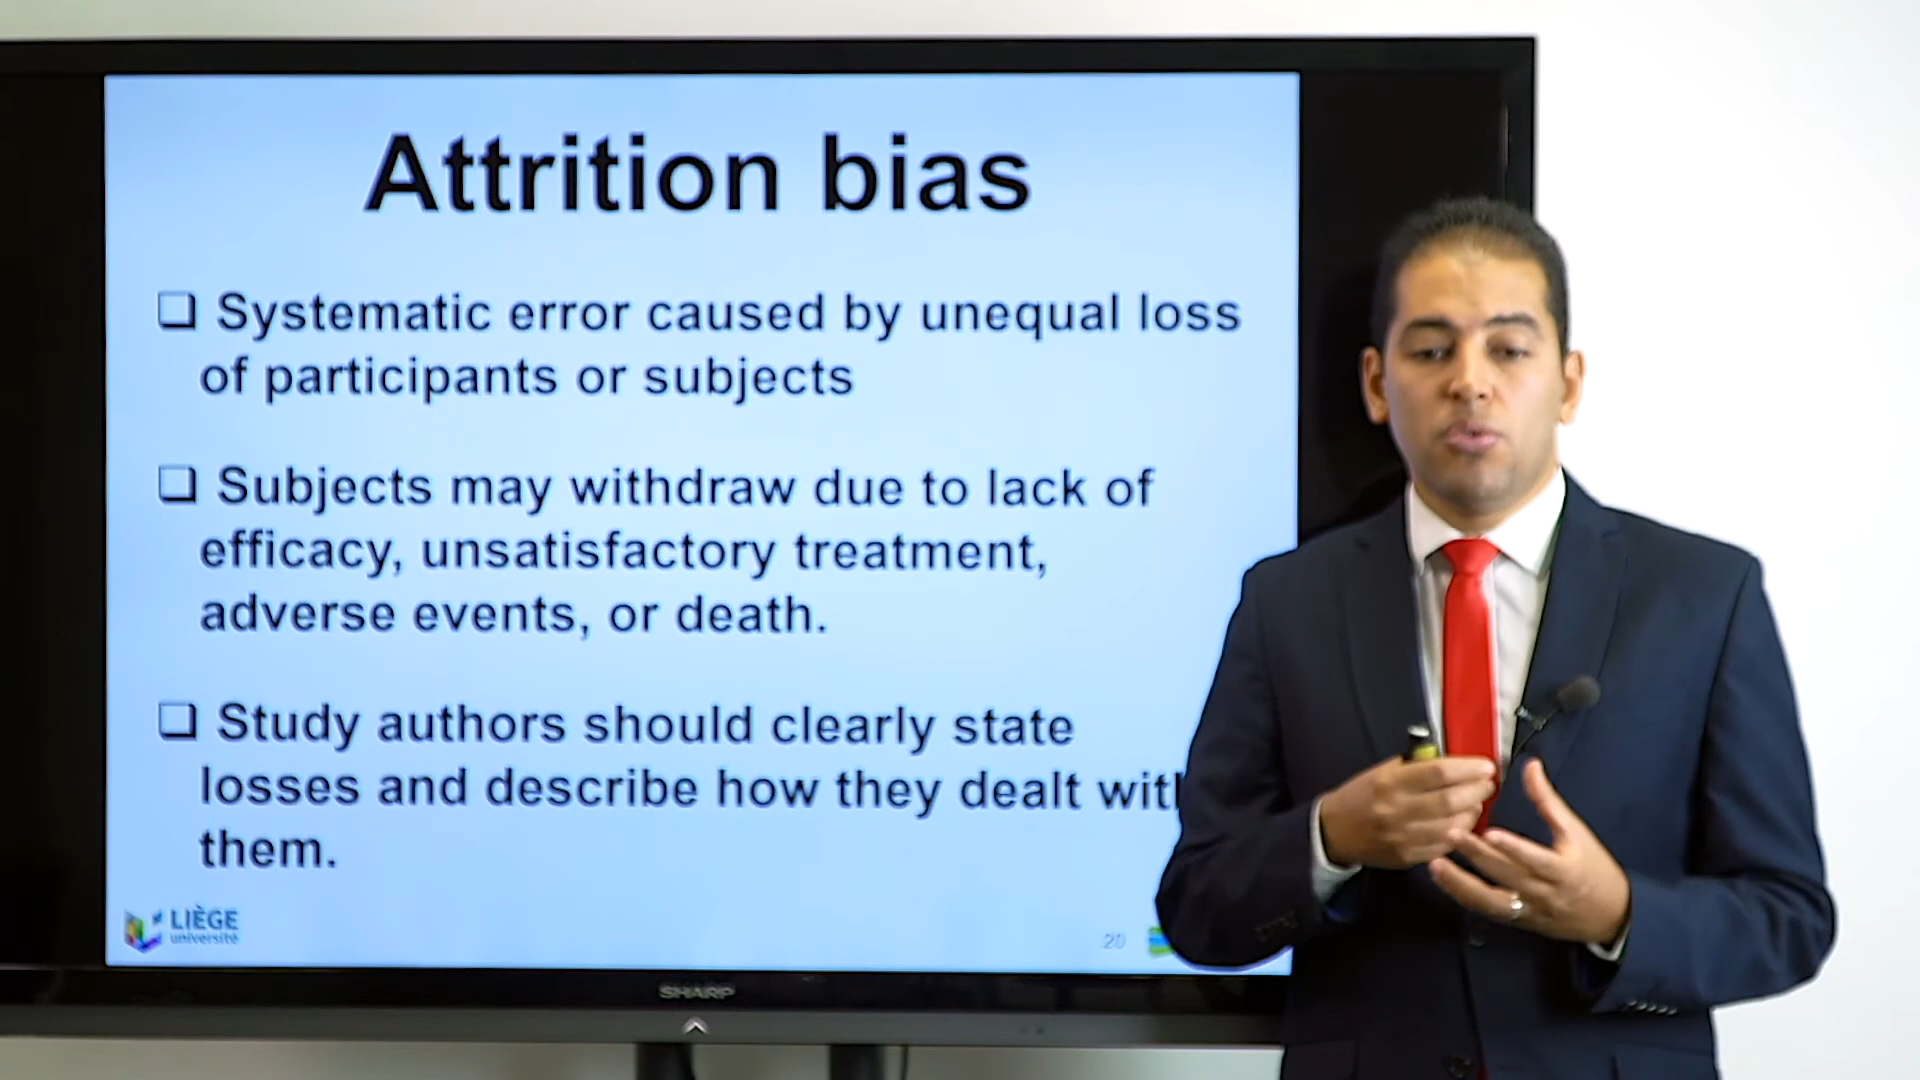 Attrition bias
❑ Systematic error caused by unequal loss
of participants or subjects
❑ Subjects may withdraw due to lack of
efficacy, unsatisfactory treatment,
adverse events, or death.
❑ Study authors should clearly state
losses and describe how they dealt with
them.
LIÈGE
université
20
SHARP